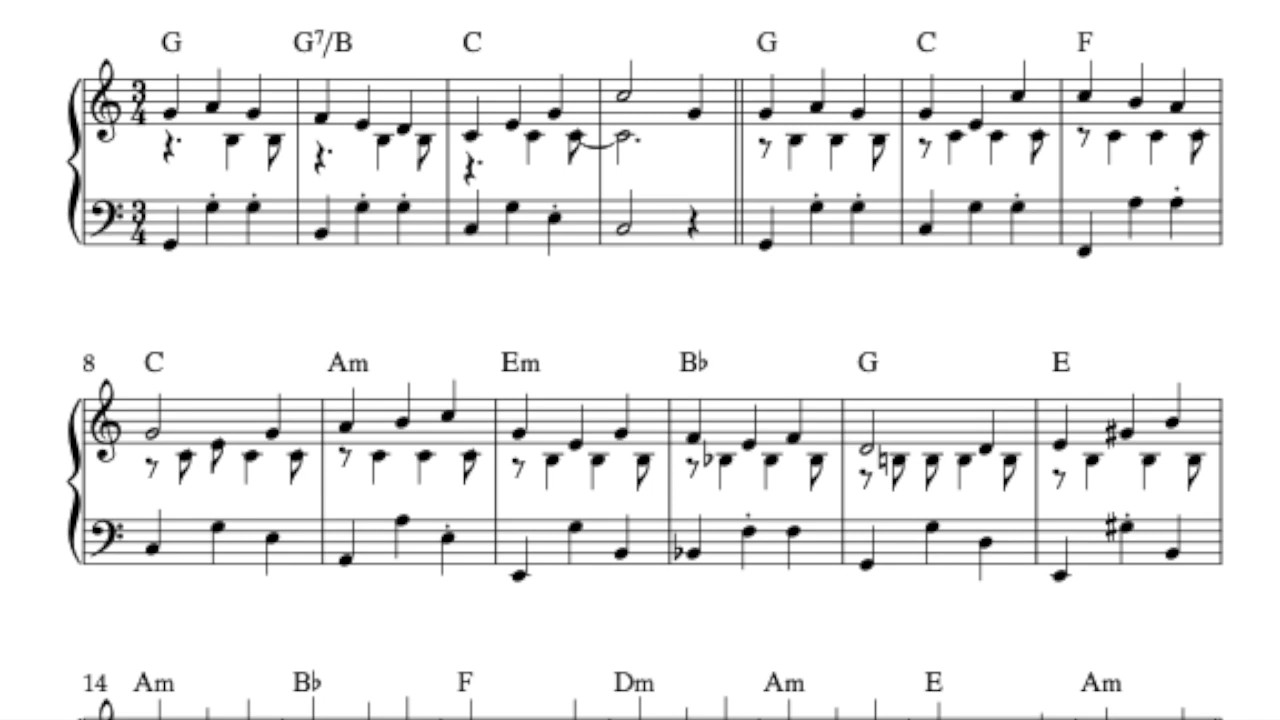 G G⁷/B C G C F
3 4
3 4
8 C Am Em B♭ G E
14 Am B♭ F Dm Am E Am